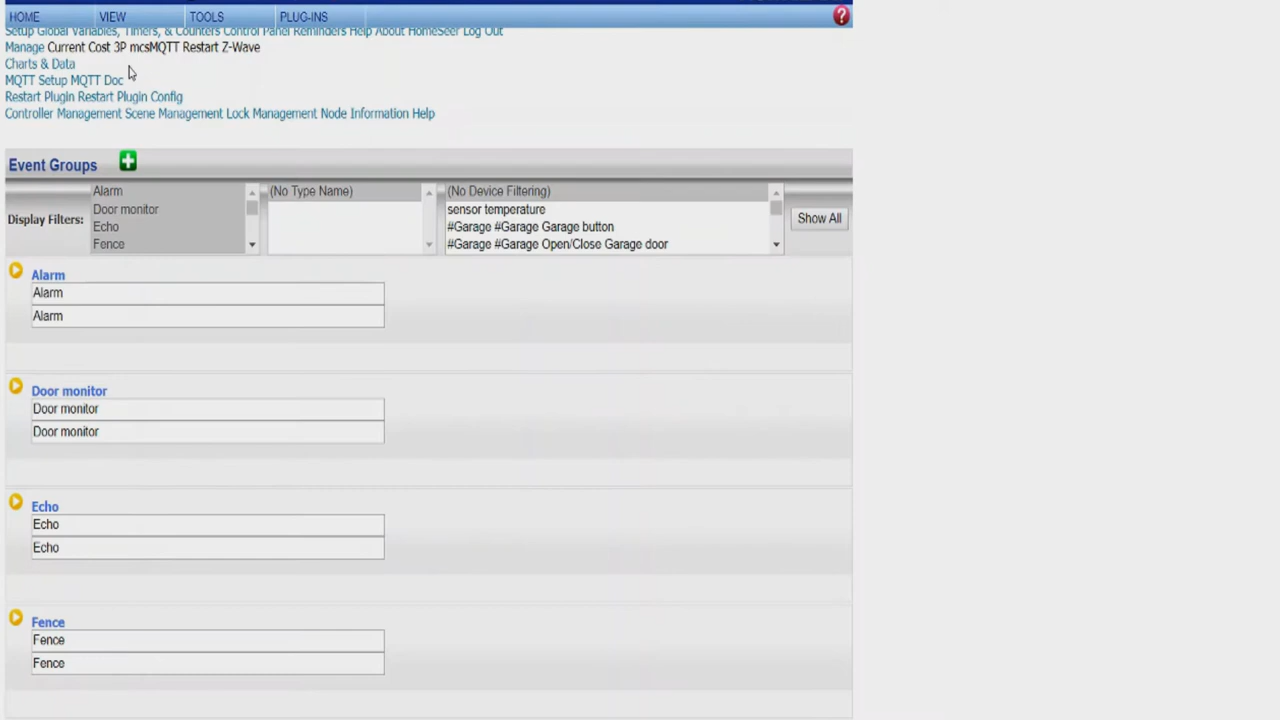 HOME VIEW TOOLS PLUG-INS
Setup Global Variables, Timers, & Counters Control Panel Reminders Help About HomeSeer Log Out
Manage Current Cost 3P mcsMQTT Restart Z-Wave
Charts & Data
MQTT Setup MQTT Doc
Restart Plugin Restart Plugin Config
Controller Management Scene Management Lock Management Node Information Help
Event Groups
Display Filters:
Alarm
Door monitor
Echo
Fence
(No Type Name)
(No Device Filtering)
sensor temperature
#Garage #Garage Garage button
#Garage #Garage Open/Close Garage door
Show All
Alarm
Alarm
Alarm
Door monitor
Door monitor
Door monitor
Echo
Echo
Echo
Fence
Fence
Fence